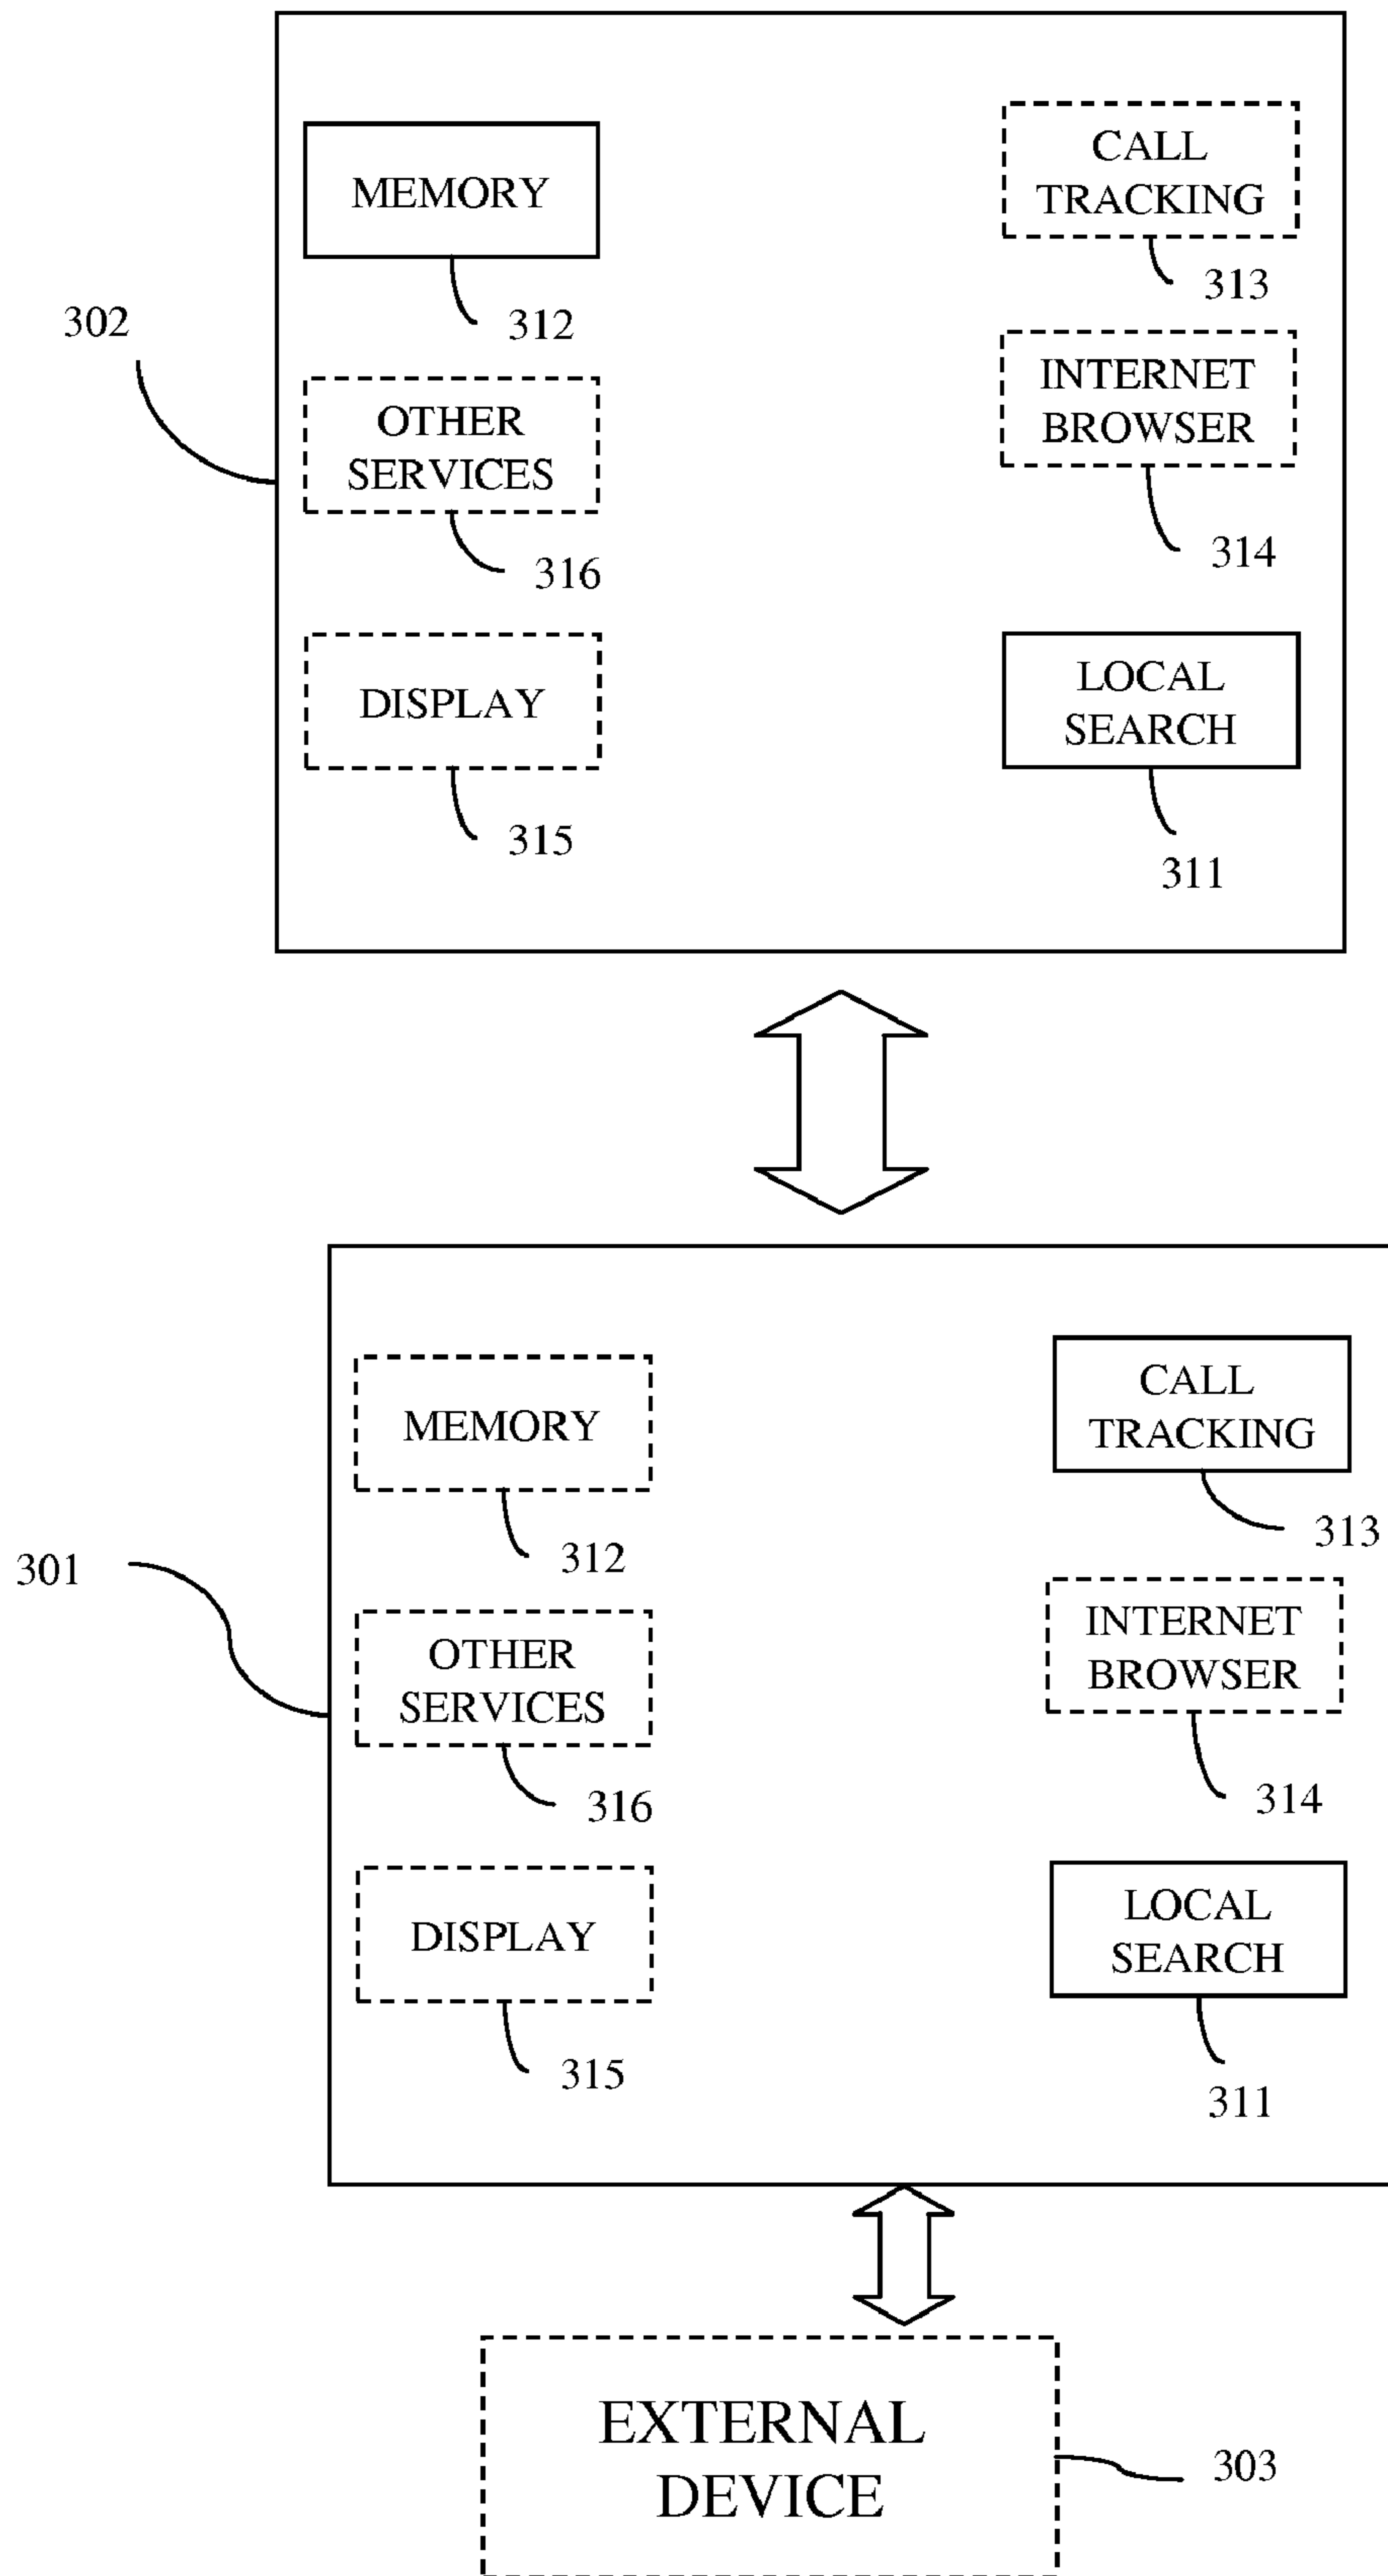 MEMORY
312
CALL
TRACKING
313
302
OTHER
SERVICES
316
INTERNET
BROWSER
314
DISPLAY
315
LOCAL
SEARCH
311
MEMORY
312
CALL
TRACKING
313
301
OTHER
SERVICES
316
INTERNET
BROWSER
314
DISPLAY
315
LOCAL
SEARCH
311
EXTERNAL
DEVICE
303